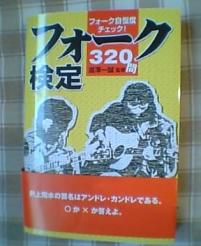 フォーク自慢度
チェック!
フォーク
検定
320問
富澤一誠 監修
井上陽水の芸名はアンドレ・カンドレである。
○か×か答えよ。